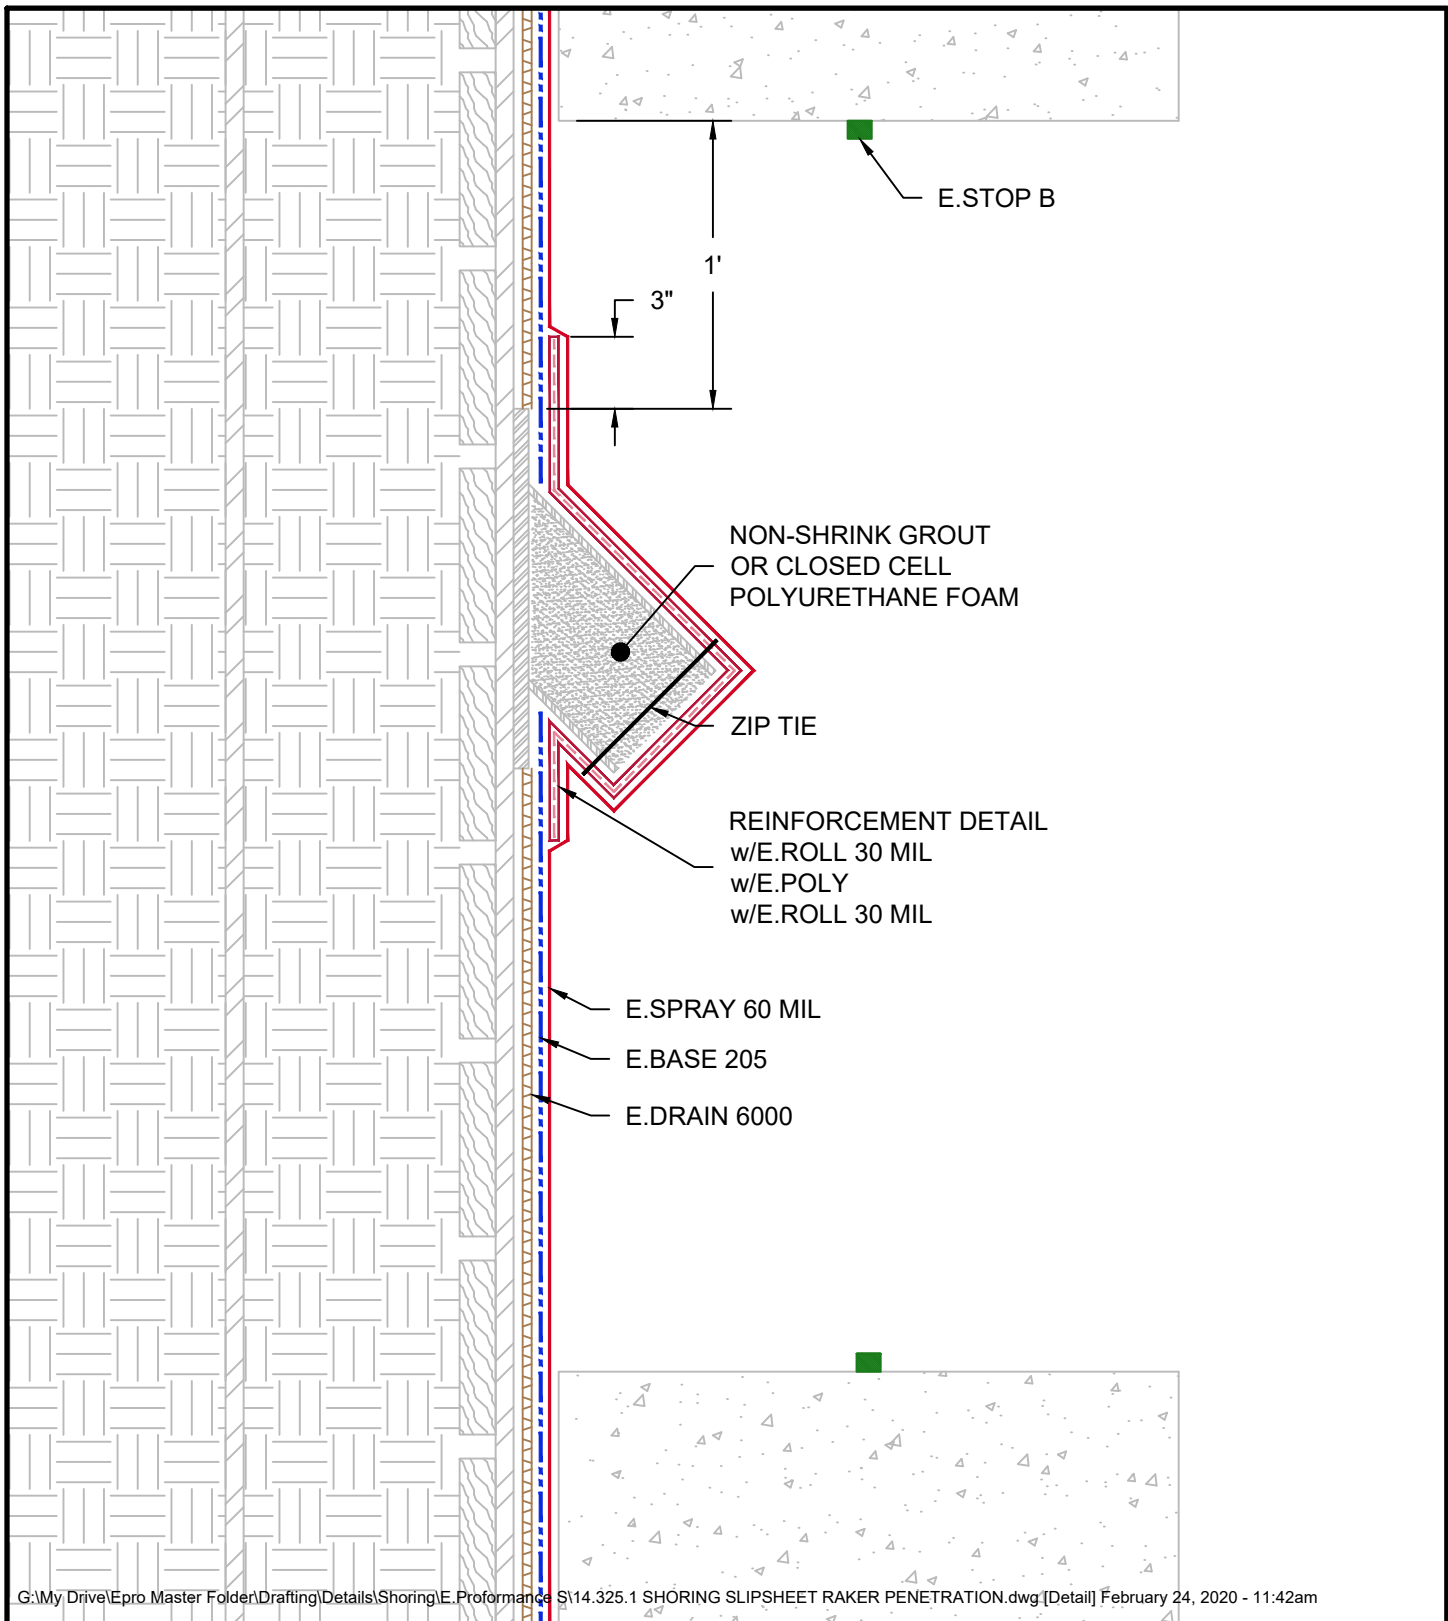 E.STOP B
1'
3"
NON-SHRINK GROUT
OR CLOSED CELL
POLYURETHANE FOAM
ZIP TIE
REINFORCEMENT DETAIL
w/E.ROLL 30 MIL
w/E.POLY
w/E.ROLL 30 MIL
E.SPRAY 60 MIL
E.BASE 205
E.DRAIN 6000
G:\My Drive\Epro Master Folder\Drafting\Details\Shoring\E.Proformance S\14.325.1 SHORING SLIPSHEET RAKER PENETRATION.dwg [Detail] February 24, 2020 - 11:42am